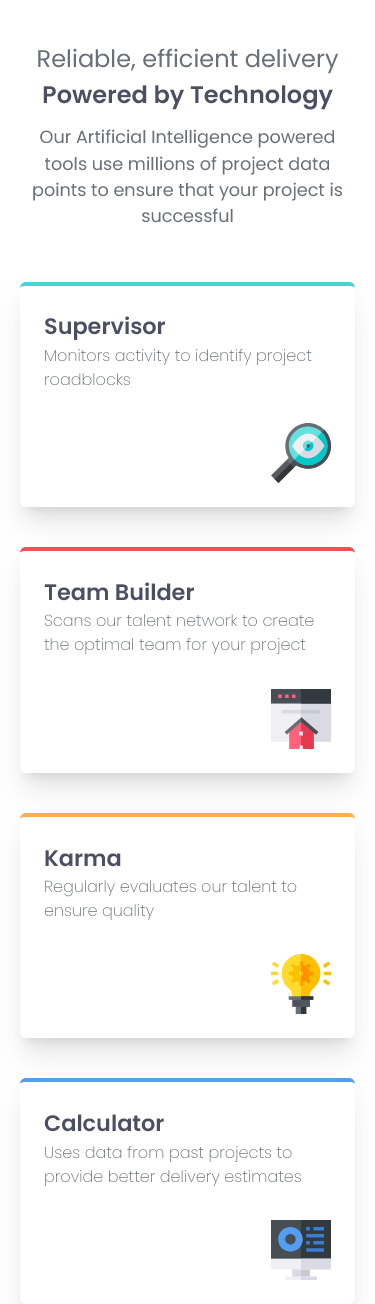 Reliable, efficient delivery
Powered by Technology
Our Artificial Intelligence powered
tools use millions of project data
points to ensure that your project is
successful
Supervisor
Monitors activity to identify project
roadblocks
Team Builder
Scans our talent network to create
the optimal team for your project
Karma
Regularly evaluates our talent to
ensure quality
Calculator
Uses data from past projects to
provide better delivery estimates